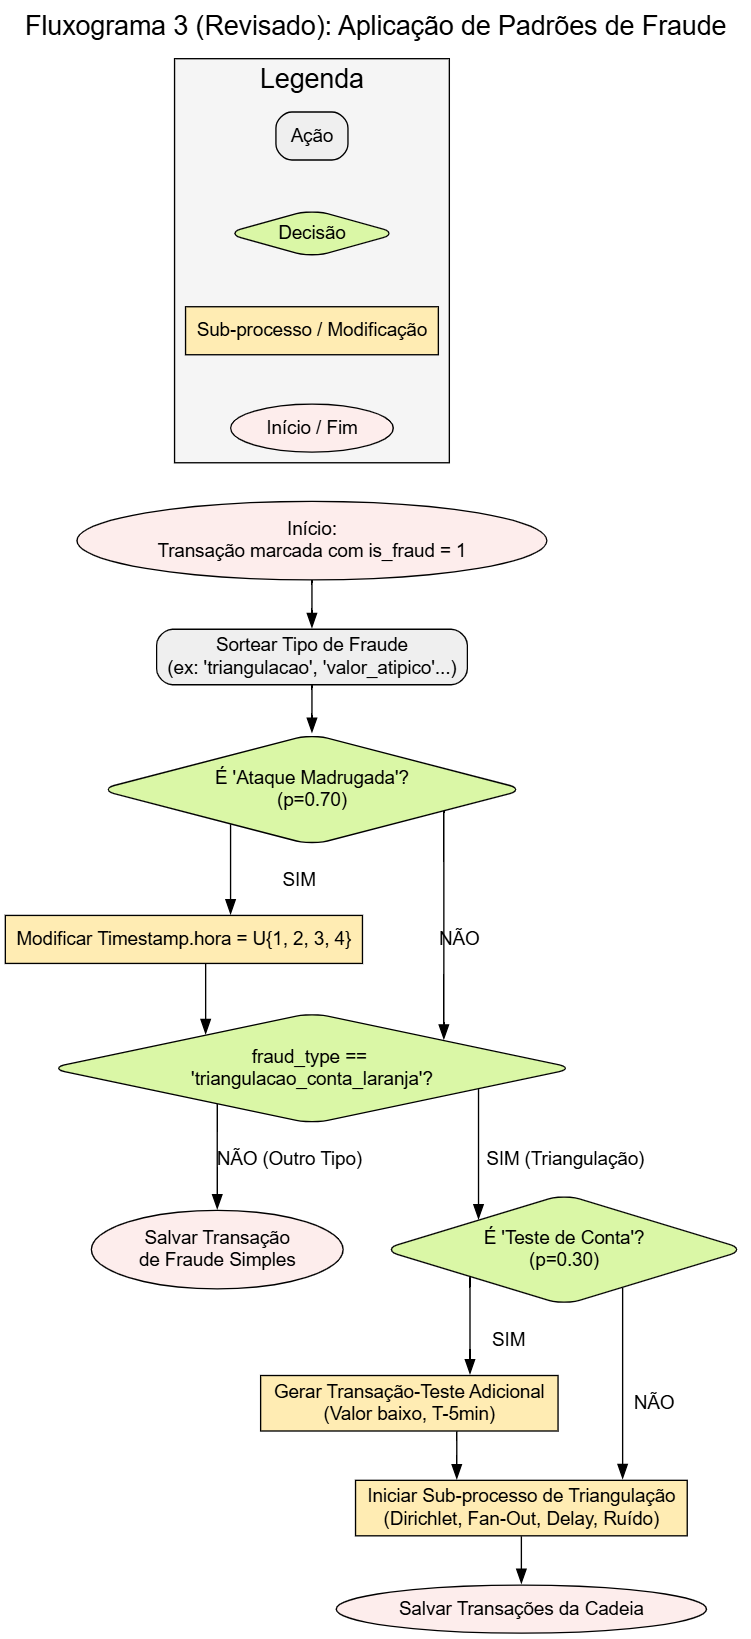 Fluxograma 3 (Revisado): Aplicação de Padrões de Fraude
Legenda
Ação
Decisão
Sub-processo / Modificação
Início / Fim
Início:
Transação marcada com is_fraud = 1
Sortear Tipo de Fraude
(ex: 'triangulacao', 'valor_atipico'...)
É 'Ataque Madrugada'?
(p=0.70)
SIM
Modificar Timestamp.hora = U{1, 2, 3, 4}
NÃO
fraud_type ==
'triangulacao_conta_laranja'?
NÃO (Outro Tipo)
SIM (Triangulação)
Salvar Transação
de Fraude Simples
É 'Teste de Conta'?
(p=0.30)
SIM
Gerar Transação-Teste Adicional
(Valor baixo, T-5min)
NÃO
Iniciar Sub-processo de Triangulação
(Dirichlet, Fan-Out, Delay, Ruído)
Salvar Transações da Cadeia